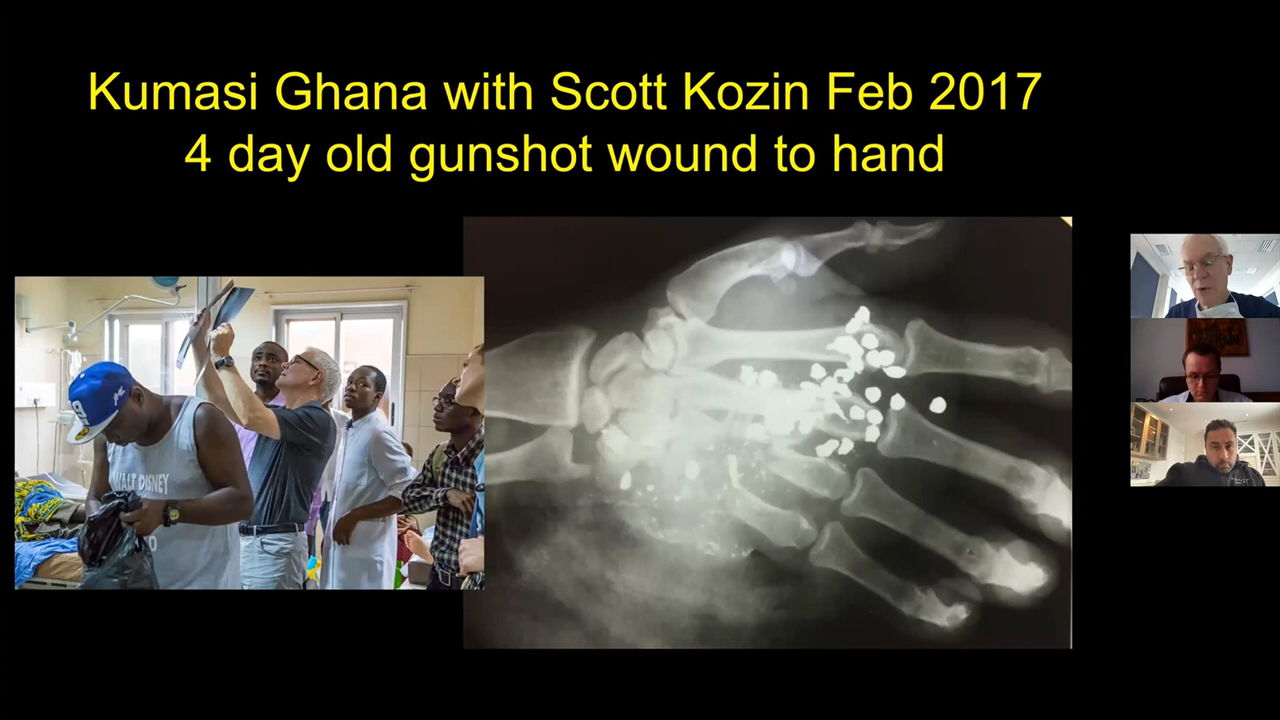 Kumasi Ghana with Scott Kozin Feb 2017
4 day old gunshot wound to hand
WALT DISNEY